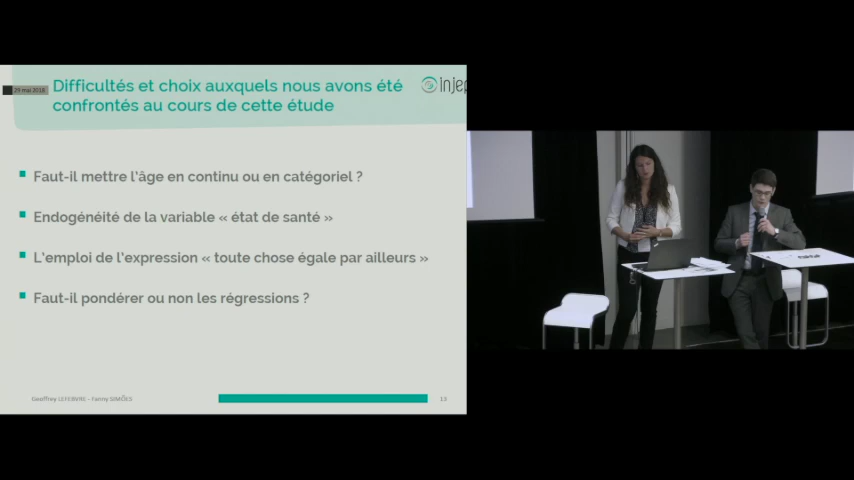 29 mai 2018
Difficultés et choix auxquels nous avons été
confrontés au cours de cette étude
injep
Faut-il mettre l'âge en continu ou en catégoriel ?
Endogénéité de la variable « état de santé »
L'emploi de l'expression « toute chose égale par ailleurs »
Faut-il pondérer ou non les régressions ?
Geoffrey LEFEBVRE - Fanny SIMÕES
13